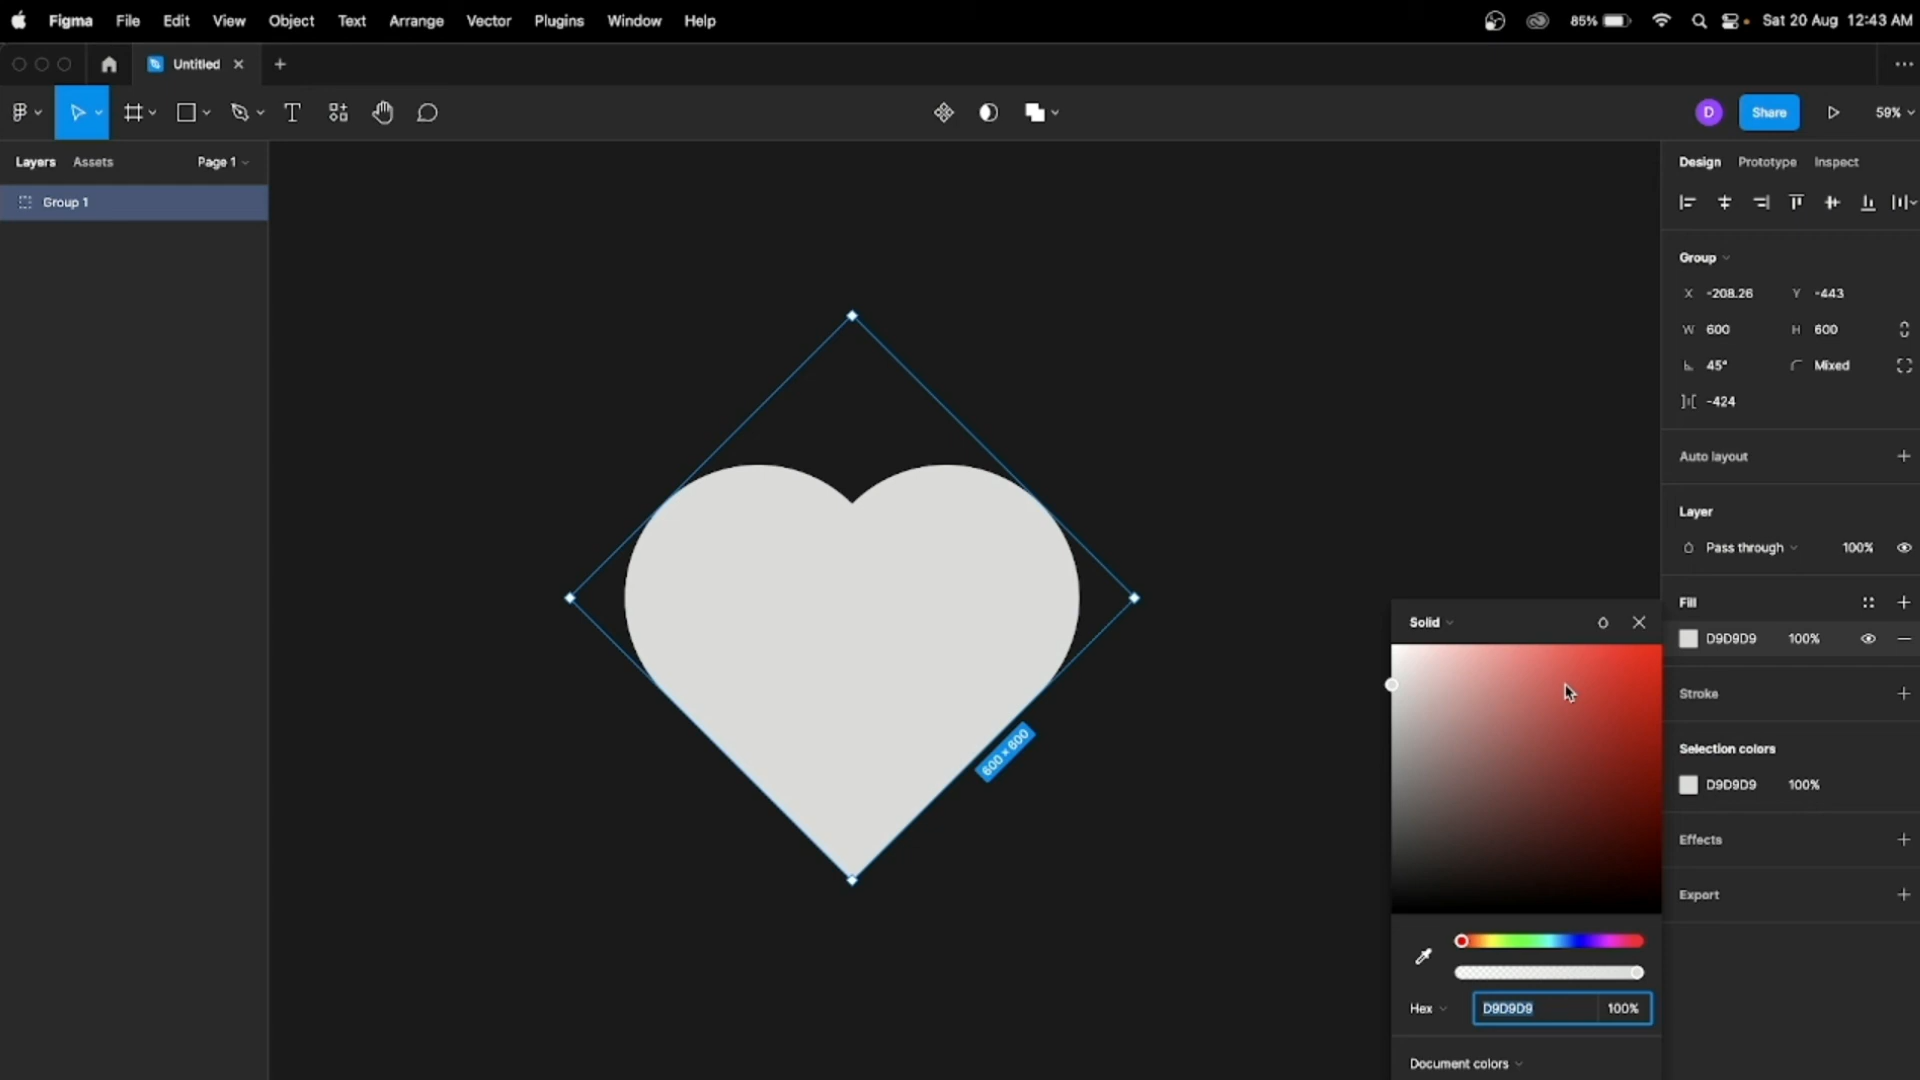 Figma File Edit View Object Text Arrange Vector Plugins Window Help 85% Sat 20 Aug 12:43 AM
Untitled
D Share 59%
Layers Assets Page 1
Design Prototype Inspect
Group 1
Group
X -208.26 Y -443
W 600 H 600
45° Mixed
-424
Auto layout
Layer
Pass through 100%
Fill
D9D9D9 100%
Stroke
Selection colors
D9D9D9 100%
Effects
Export
600 × 600
Solid
Hex D9D9D9 100%
Document colors